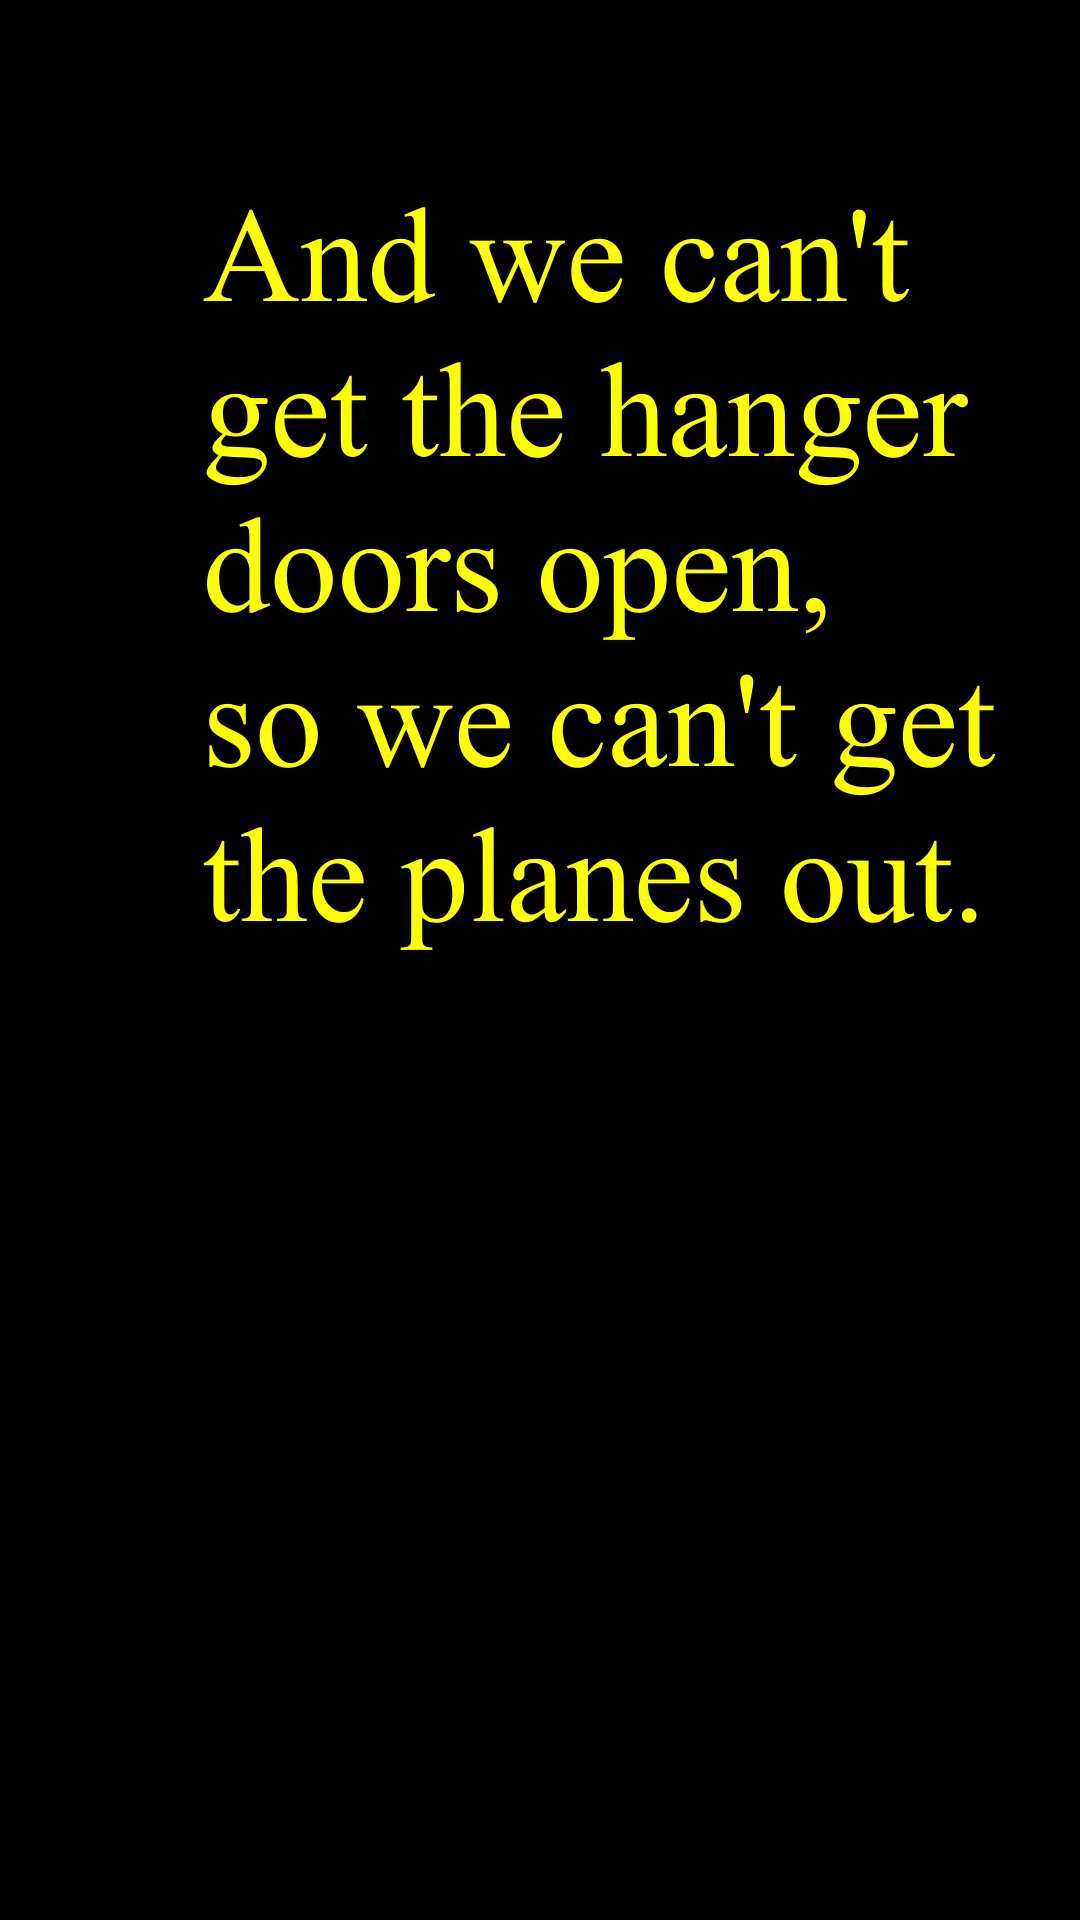 And we can't
get the hanger
doors open,
so we can't get
the planes out.